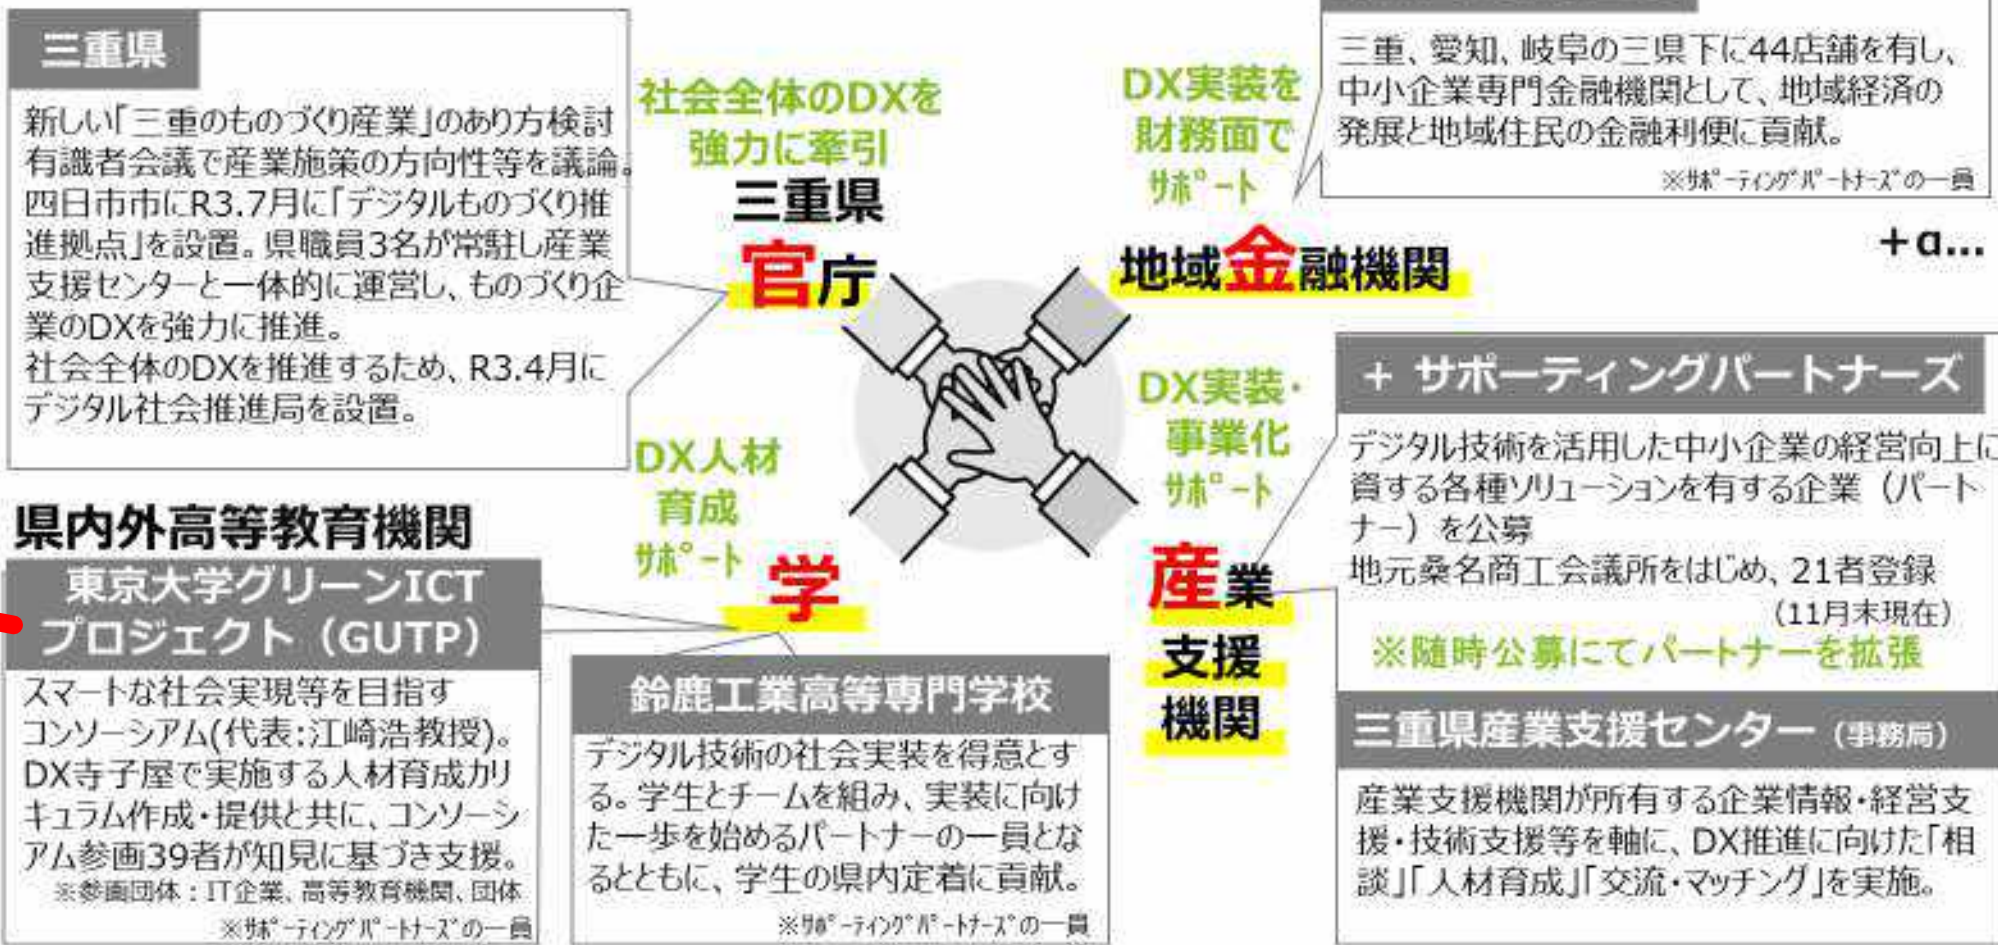 三重県
新しい「三重のものづくり産業」のあり方検討
有識者会議で産業施策の方向性等を議論。
四日市市にR3.7月に「デジタルものづくり推
進拠点」を設置。県職員3名が常駐し産業
支援センターと一体的に運営し、ものづくり企
業のDXを強力に推進。
社会全体のDXを推進するため、R3.4月に
デジタル社会推進局を設置。
社会全体のDXを
強力に牽引
三重県
官庁
DX実装を
財務面で
ｻﾎﾟｰﾄ
地域金融機関
三重、愛知、岐阜の三県下に44店舗を有し、
中小企業専門金融機関として、地域経済の
発展と地域住民の金融利便に貢献。
※ｻﾎﾟｰﾃｨﾝｸﾞﾊﾟｰﾄﾅｰｽﾞの一員
+α...
DX人材
育成
ｻﾎﾟｰﾄ
学
DX実装・
事業化
ｻﾎﾟｰﾄ
産業
支援
機関
+ サポーティングパートナーズ
デジタル技術を活用した中小企業の経営向上に
資する各種ソリューションを有する企業（パート
ナー）を公募
地元桑名商工会議所をはじめ、21者登録
(11月末現在)
※随時公募にてパートナーを拡張
三重県産業支援センター（事務局）
産業支援機関が所有する企業情報・経営支
援・技術支援等を軸に、DX推進に向けた「相
談」「人材育成」「交流・マッチング」を実施。
県内外高等教育機関
東京大学グリーンICT
プロジェクト（GUTP）
スマートな社会実現等を目指す
コンソーシアム(代表:江崎浩教授)。
DX寺子屋で実施する人材育成カリ
キュラム作成・提供と共に、コンソーシ
アム参画39者が知見に基づき支援。
※参画団体：IT企業、高等教育機関、団体
※ｻﾎﾟｰﾃｨﾝｸﾞﾊﾟｰﾄﾅｰｽﾞの一員
鈴鹿工業高等専門学校
デジタル技術の社会実装を得意とす
る。学生とチームを組み、実装に向け
た一歩を始めるパートナーの一員とな
るとともに、学生の県内定着に貢献。
※ｻﾎﾟｰﾃｨﾝｸﾞﾊﾟｰﾄﾅｰｽﾞの一員